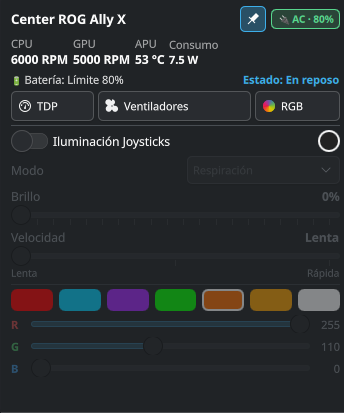 Center ROG Ally X
AC · 80%
CPU GPU APU Consumo
6000 RPM 5000 RPM 53 °C 7.5 W
Batería: Límite 80% Estado: En reposo
TDP Ventiladores RGB
Iluminación Joysticks
Modo Respiración
Brillo 0%
Velocidad Lenta
Lenta Rápida
R 255
G 110
B 0